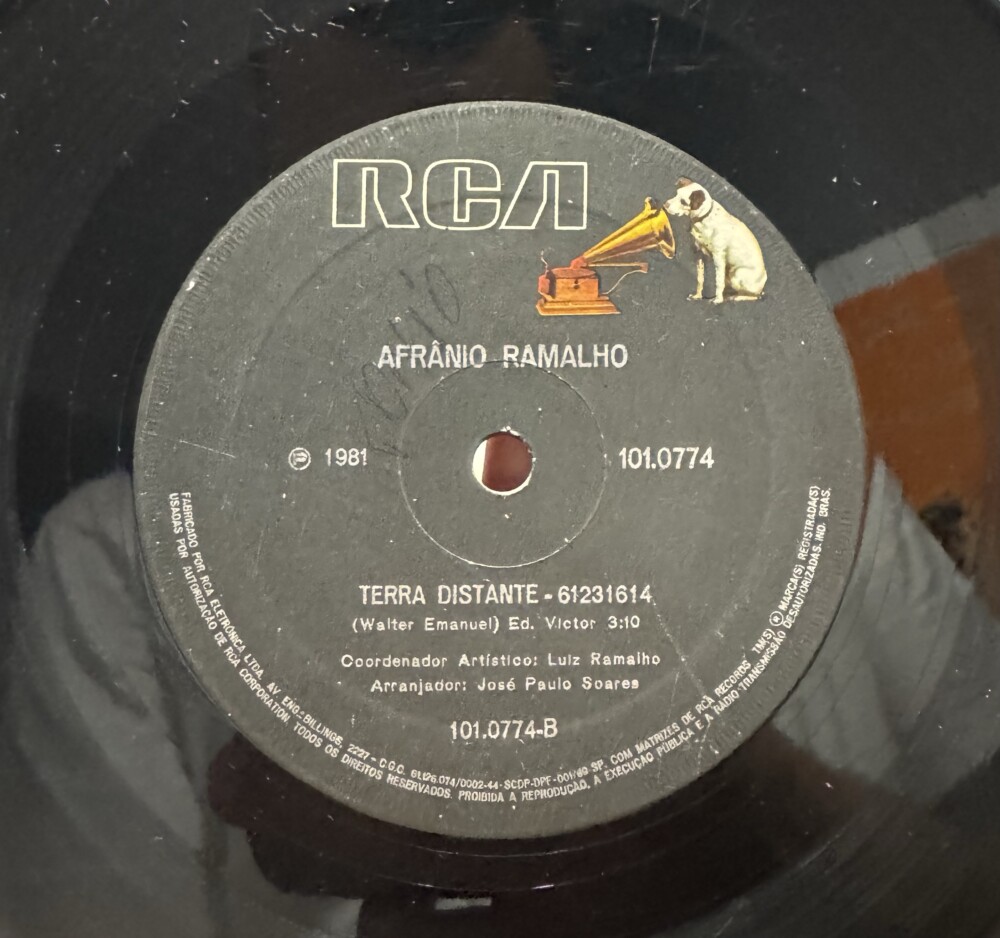 RCA
AFRÂNIO RAMALHO
℗ 1981
101.0774
TERRA DISTANTE - 61231614
(Walter Emanuel) Ed. Victor 3:10
Coordenador Artístico: Luiz Ramalho
Arranjador: José Paulo Soares
101.0774-B
FABRICADO POR RCA ELETRÔNICA LTDA. AV. ENG.º BILLINGS, 2227 - C.G.C. 61.126.074/0002-44 - SCDP-DPF-001/69 SP. COM MATRIZES DE RCA RECORDS TM(S) ® MARCA(S) REGISTRADA(S)
USADAS POR AUTORIZAÇÃO DE RCA CORPORATION. TODOS OS DIREITOS RESERVADOS. PROIBIDA A REPRODUÇÃO, A EXECUÇÃO PÚBLICA E A RÁDIO TRANSMISSÃO DESAUTORIZADAS. IND. BRAS.